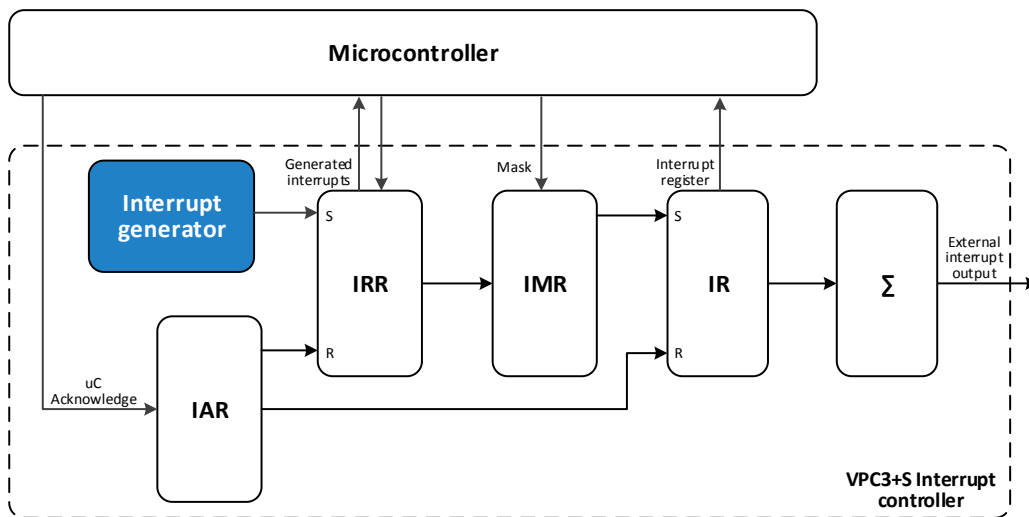 Microcontroller
Generated
interrupts
Mask
Interrupt
register
Interrupt
generator
S
S
External
interrupt
output
IRR
IMR
IR
Σ
R
R
uC
Acknowledge
IAR
VPC3+S Interrupt
controller